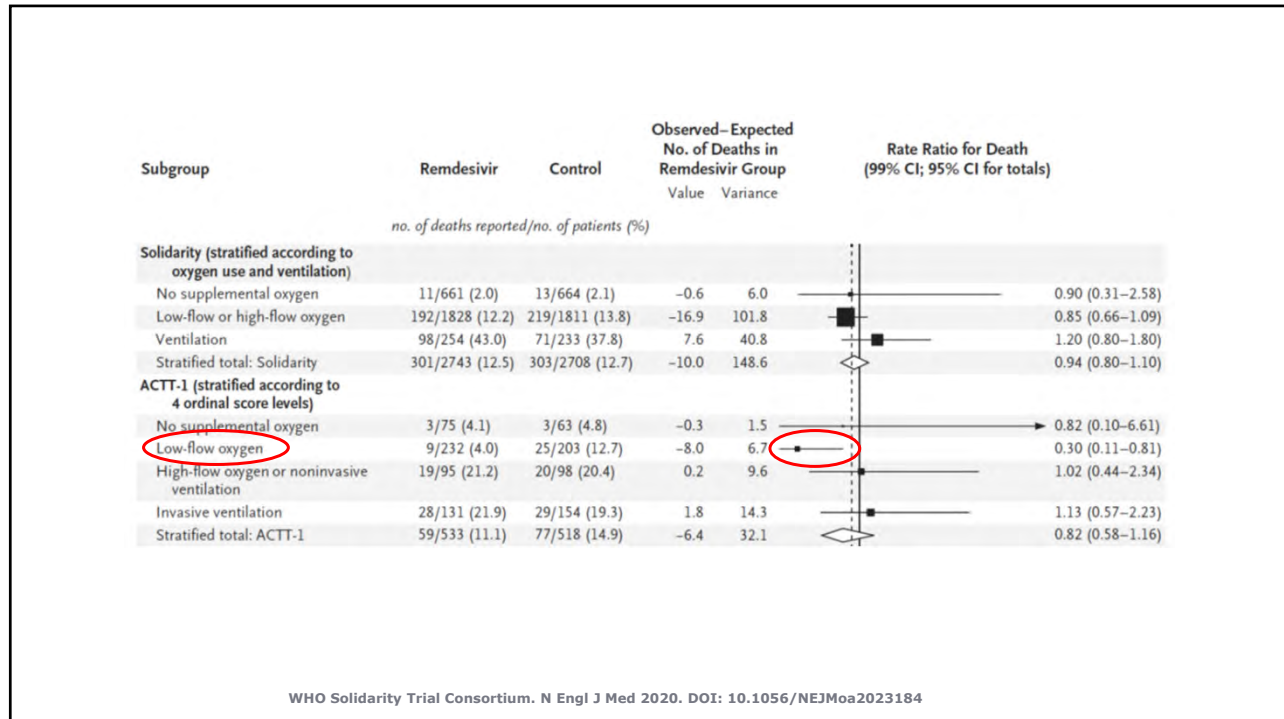 Subgroup Remdesivir Control Observed–Expected No. of Deaths in Remdesivir Group Rate Ratio for Death (99% CI; 95% CI for totals)
Value Variance
no. of deaths reported/no. of patients (%)
Solidarity (stratified according to
oxygen use and ventilation)
No supplemental oxygen 11/661 (2.0) 13/664 (2.1) −0.6 6.0 0.90 (0.31–2.58)
Low-flow or high-flow oxygen 192/1828 (12.2) 219/1811 (13.8) −16.9 101.8 0.85 (0.66–1.09)
Ventilation 98/254 (43.0) 71/233 (37.8) 7.6 40.8 1.20 (0.80–1.80)
Stratified total: Solidarity 301/2743 (12.5) 303/2708 (12.7) −10.0 148.6 0.94 (0.80–1.10)
ACTT-1 (stratified according to
4 ordinal score levels)
No supplemental oxygen 3/75 (4.1) 3/63 (4.8) −0.3 1.5 0.82 (0.10–6.61)
Low-flow oxygen 9/232 (4.0) 25/203 (12.7) −8.0 6.7 0.30 (0.11–0.81)
High-flow oxygen or noninvasive 19/95 (21.2) 20/98 (20.4) 0.2 9.6 1.02 (0.44–2.34)
ventilation
Invasive ventilation 28/131 (21.9) 29/154 (19.3) 1.8 14.3 1.13 (0.57–2.23)
Stratified total: ACTT-1 59/533 (11.1) 77/518 (14.9) −6.4 32.1 0.82 (0.58–1.16)
WHO Solidarity Trial Consortium. N Engl J Med 2020. DOI: 10.1056/NEJMoa2023184